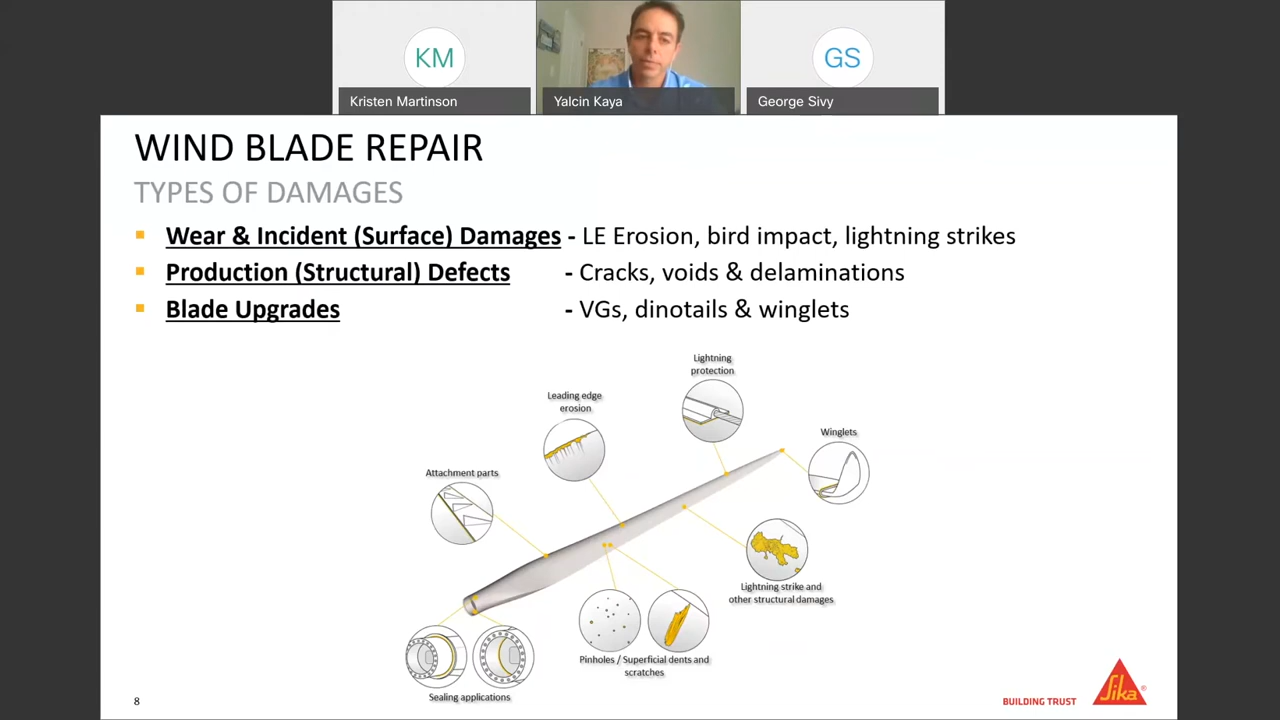 KM
GS
Kristen Martinson
Yalcin Kaya
George Sivy
WIND BLADE REPAIR
TYPES OF DAMAGES
Wear & Incident (Surface) Damages - LE Erosion, bird impact, lightning strikes
Production (Structural) Defects - Cracks, voids & delaminations
Blade Upgrades - VGs, dinotails & winglets
Lightning
protection
Leading edge
erosion
Winglets
Attachment parts
Lightning strike and
other structural damages
Pinholes / Superficial dents and
scratches
Sealing applications
8
BUILDING TRUST
Sika®